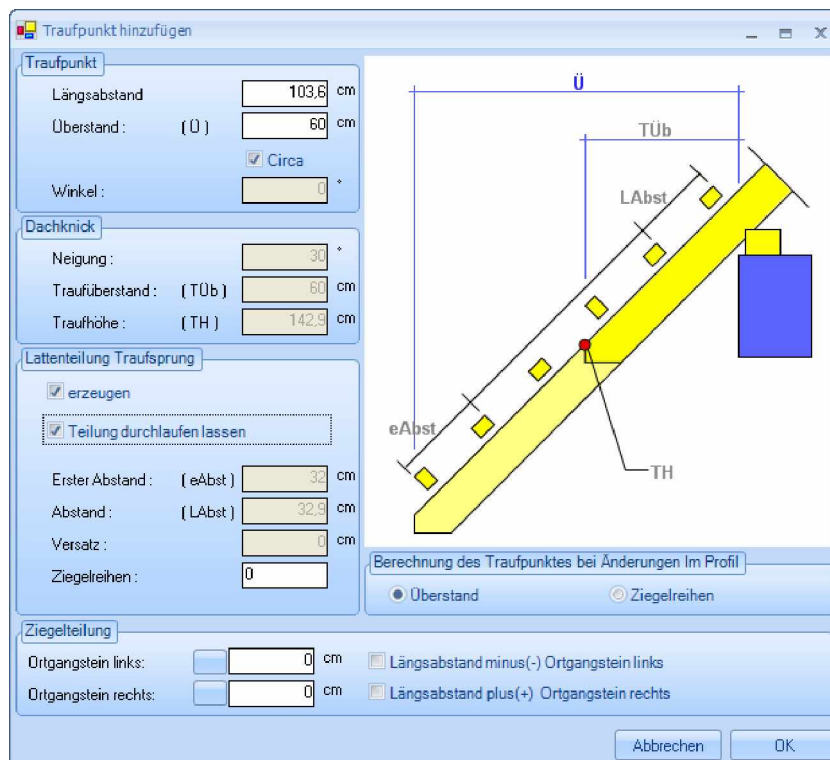 Traufpunkt hinzufügen
Traufpunkt
Längsabstand 103,6 cm
Überstand : ( Ü ) 60 cm
Circa
Winkel : 0 °
Dachknick
Neigung : 30 °
Traufüberstand : ( TÜb ) 60 cm
Traufhöhe : ( TH ) 142,9 cm
Lattenteilung Traufsprung
erzeugen
Teilung durchlaufen lassen
Erster Abstand : ( eAbst ) 32 cm
Abstand : ( LAbst ) 32,9 cm
Versatz : 0 cm
Ziegelreihen : 0
Ü
TÜb
LAbst
eAbst
TH
Berechnung des Traufpunktes bei Änderungen Im Profil
Überstand Ziegelreihen
Ziegelteilung
Ortgangstein links: 0 cm Längsabstand minus(-) Ortgangstein links
Ortgangstein rechts: 0 cm Längsabstand plus(+) Ortgangstein rechts
Abbrechen OK